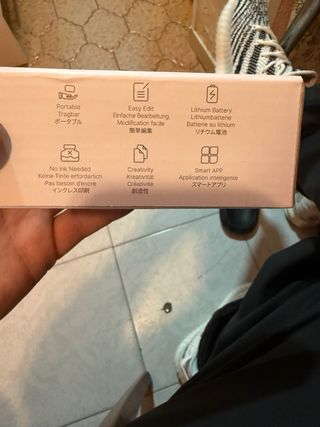 Portable
Tragbar
ポータブル
Easy Edit
Einfache Bearbeitung
Modification facile
簡単編集
Lithium Battery
Lithiumbatterie
Batterie au lithium
リチウム電池
No Ink Needed
Keine Tinte erforderlich
Pas besoin d'encre
インクレス印刷
Creativity
Kreativität
Créativité
創造性
Smart APP
Application intelligente
スマートアプリ